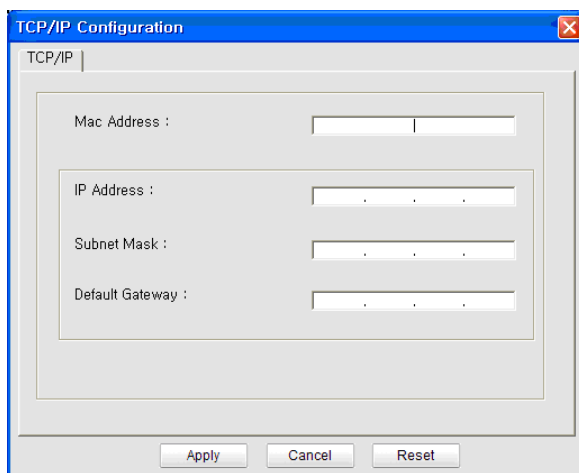 TCP/IP Configuration
TCP/IP
Mac Address :
IP Address :
. . .
Subnet Mask :
. . .
Default Gateway :
. . .
Apply Cancel Reset